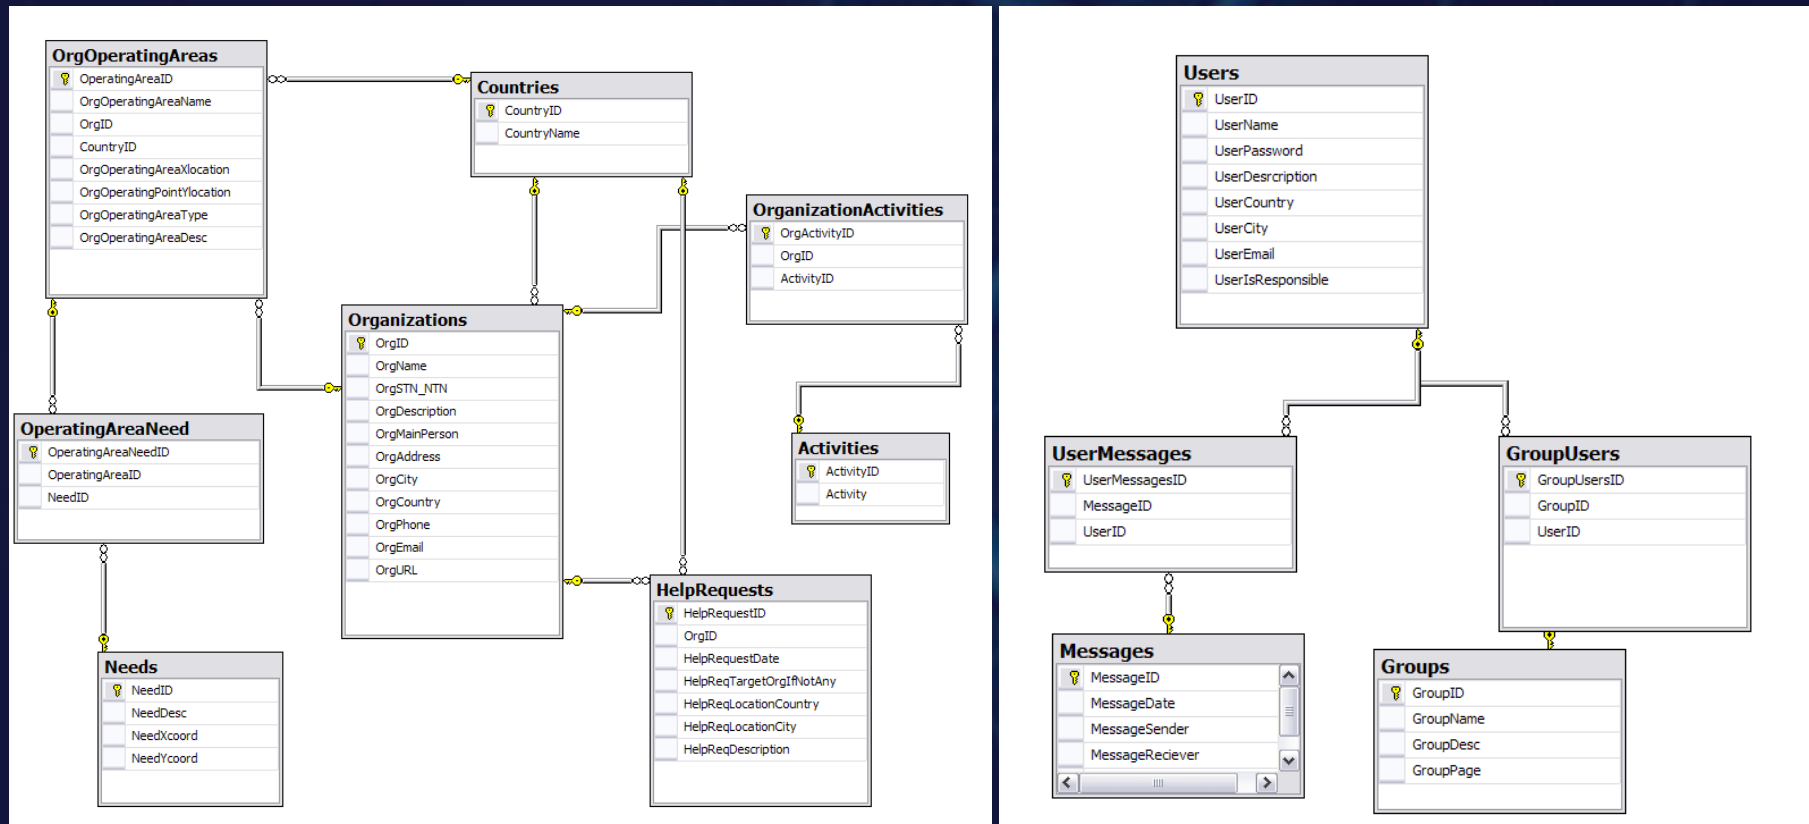 OrgOperatingAreas
OperatingAreaID
OrgOperatingAreaName
OrgID
CountryID
OrgOperatingAreaXlocation
OrgOperatingPointYlocation
OrgOperatingAreaType
OrgOperatingAreaDesc
Countries
CountryID
CountryName
OrganizationActivities
OrgActivityID
OrgID
ActivityID
Organizations
OrgID
OrgName
OrgSTN_NTN
OrgDescription
OrgMainPerson
OrgAddress
OrgCity
OrgCountry
OrgPhone
OrgEmail
OrgURL
OperatingAreaNeed
OperatingAreaNeedID
OperatingAreaID
NeedID
Activities
ActivityID
Activity
HelpRequests
HelpRequestID
OrgID
HelpRequestDate
HelpReqTargetOrgIfNotAny
HelpReqLocationCountry
HelpReqLocationCity
HelpReqDescription
Needs
NeedID
NeedDesc
NeedXcoord
NeedYcoord
Users
UserID
UserName
UserPassword
UserDesrcription
UserCountry
UserCity
UserEmail
UserIsResponsible
UserMessages
UserMessagesID
MessageID
UserID
GroupUsers
GroupUsersID
GroupID
UserID
Messages
MessageID
MessageDate
MessageSender
MessageReciever
Groups
GroupID
GroupName
GroupDesc
GroupPage